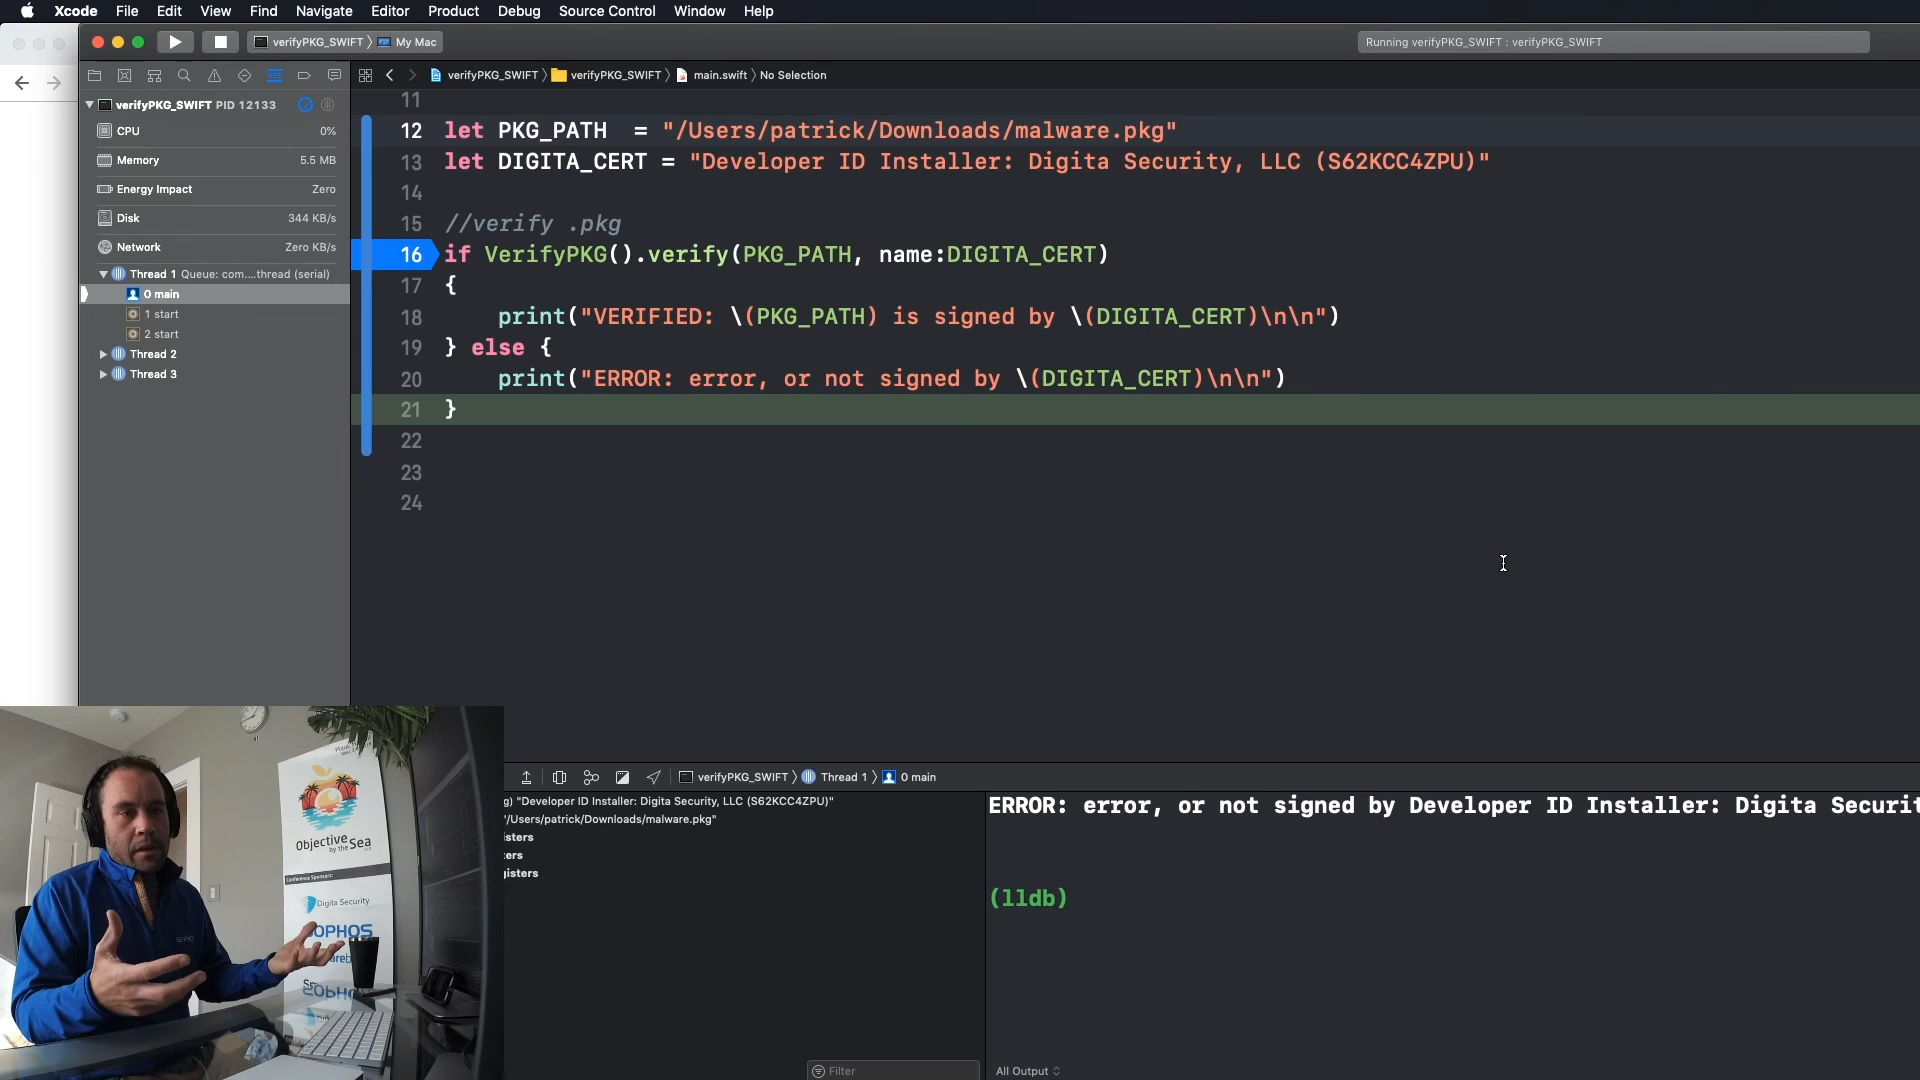 Xcode File Edit View Find Navigate Editor Product Debug Source Control Window Help
verifyPKG_SWIFT My Mac
Running verifyPKG_SWIFT : verifyPKG_SWIFT
verifyPKG_SWIFT verifyPKG_SWIFT main.swift No Selection
verifyPKG_SWIFT PID 12133
CPU 0%
Memory 5.5 MB
Energy Impact Zero
Disk 344 KB/s
Network Zero KB/s
Thread 1 Queue: com....thread (serial)
0 main
1 start
2 start
Thread 2
Thread 3
11
12 let PKG_PATH = "/Users/patrick/Downloads/malware.pkg"
13 let DIGITA_CERT = "Developer ID Installer: Digita Security, LLC (S62KCC4ZPU)"
14
15 //verify .pkg
16 if VerifyPKG().verify(PKG_PATH, name:DIGITA_CERT)
17 {
18 print("VERIFIED: \(PKG_PATH) is signed by \(DIGITA_CERT)\n\n")
19 } else {
20 print("ERROR: error, or not signed by \(DIGITA_CERT)\n\n")
21 }
22
23
24
verifyPKG_SWIFT Thread 1 0 main
g) "Developer ID Installer: Digita Security, LLC (S62KCC4ZPU)"
"/Users/patrick/Downloads/malware.pkg"
isters
ters
gisters
Filter
ERROR: error, or not signed by Developer ID Installer: Digita Securit
(lldb)
All Output
Objective
by the Sea
Conference Sponsors:
Digita Security
SOPHOS